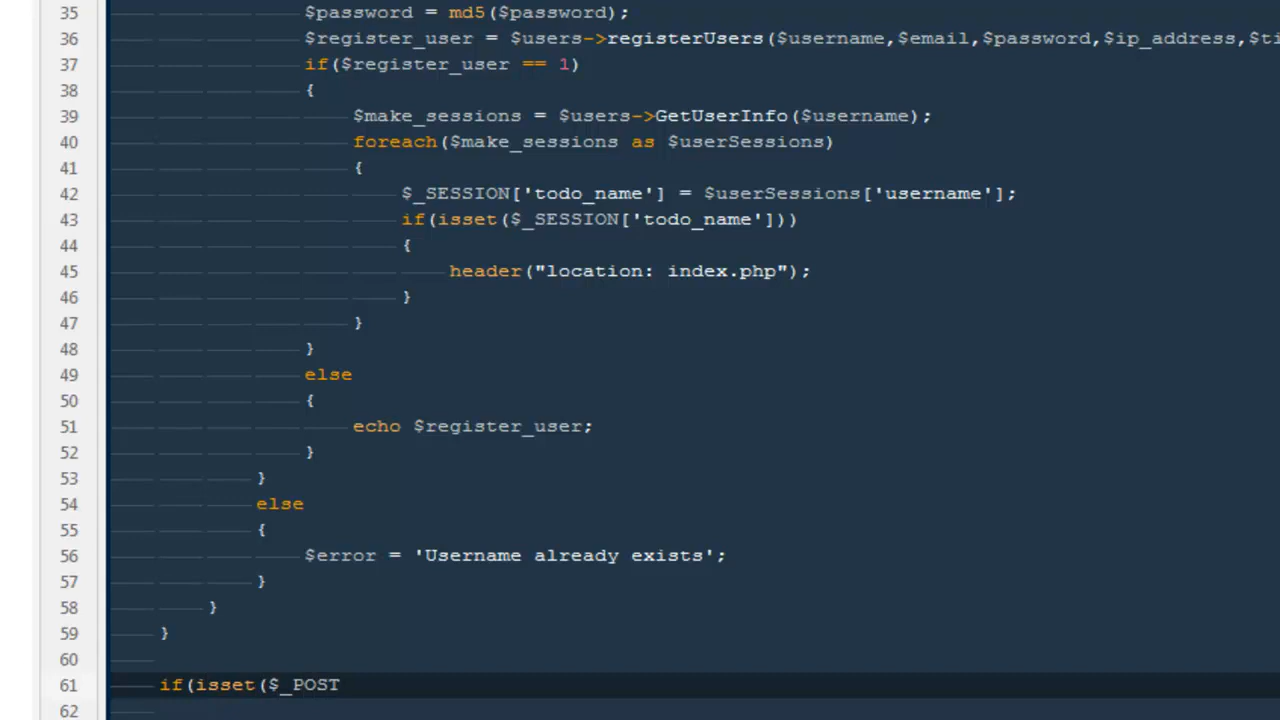 35 $password = md5($password);
36 $register_user = $users->registerUsers($username,$email,$password,$ip_address,$ti
37 if($register_user == 1)
38 {
39 $make_sessions = $users->GetUserInfo($username);
40 foreach($make_sessions as $userSessions)
41 {
42 $_SESSION['todo_name'] = $userSessions['username'];
43 if(isset($_SESSION['todo_name']))
44 {
45 header("location: index.php");
46 }
47 }
48 }
49 else
50 {
51 echo $register_user;
52 }
53 }
54 else
55 {
56 $error = 'Username already exists';
57 }
58 }
59 }
60
61 if(isset($_POST
62